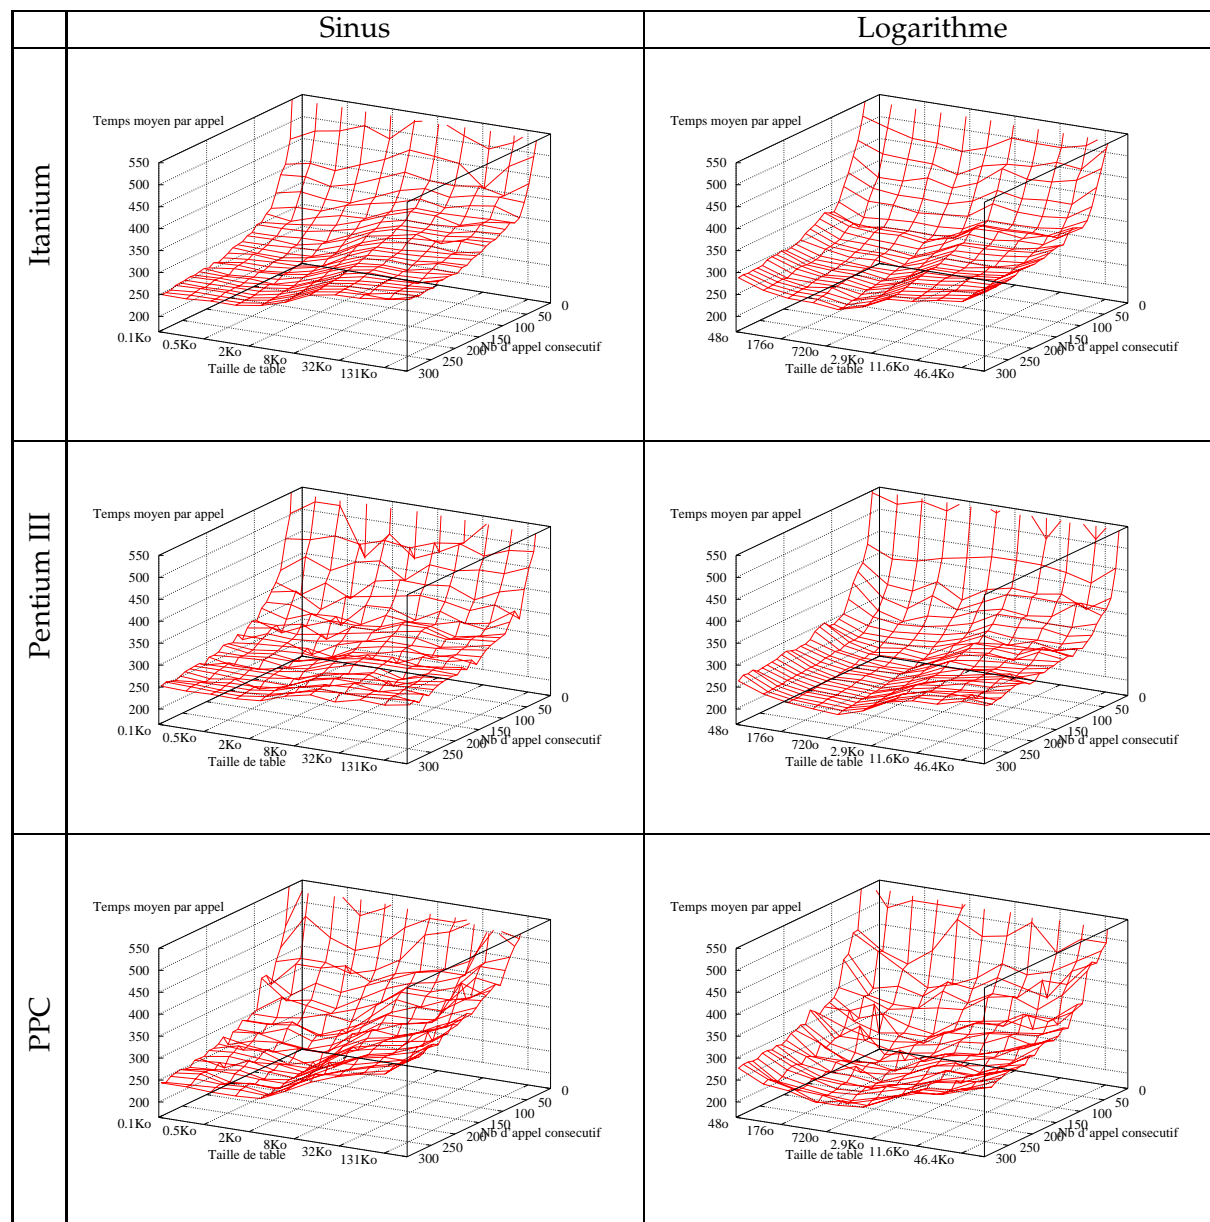 Sinus Logarithme
Itanium
Temps moyen par appel
550
500
450
400
350
300
250
200
0.1Ko 0.5Ko 2Ko 8Ko 32Ko 131Ko
Taille de table
300 250 200 150 100 50 0
Nb d'appel consecutif
Temps moyen par appel
550
500
450
400
350
300
250
200
48o 176o 720o 2.9Ko 11.6Ko 46.4Ko
Taille de table
300 250 200 150 100 50 0
Nb d'appel consecutif
Pentium III
Temps moyen par appel
550
500
450
400
350
300
250
200
0.1Ko 0.5Ko 2Ko 8Ko 32Ko 131Ko
Taille de table
300 250 200 150 100 50 0
Nb d'appel consecutif
Temps moyen par appel
550
500
450
400
350
300
250
200
48o 176o 720o 2.9Ko 11.6Ko 46.4Ko
Taille de table
300 250 200 150 100 50 0
Nb d'appel consecutif
PPC
Temps moyen par appel
550
500
450
400
350
300
250
200
0.1Ko 0.5Ko 2Ko 8Ko 32Ko 131Ko
Taille de table
300 250 200 150 100 50 0
Nb d'appel consecutif
Temps moyen par appel
550
500
450
400
350
300
250
200
48o 176o 720o 2.9Ko 11.6Ko 46.4Ko
Taille de table
300 250 200 150 100 50 0
Nb d'appel consecutif